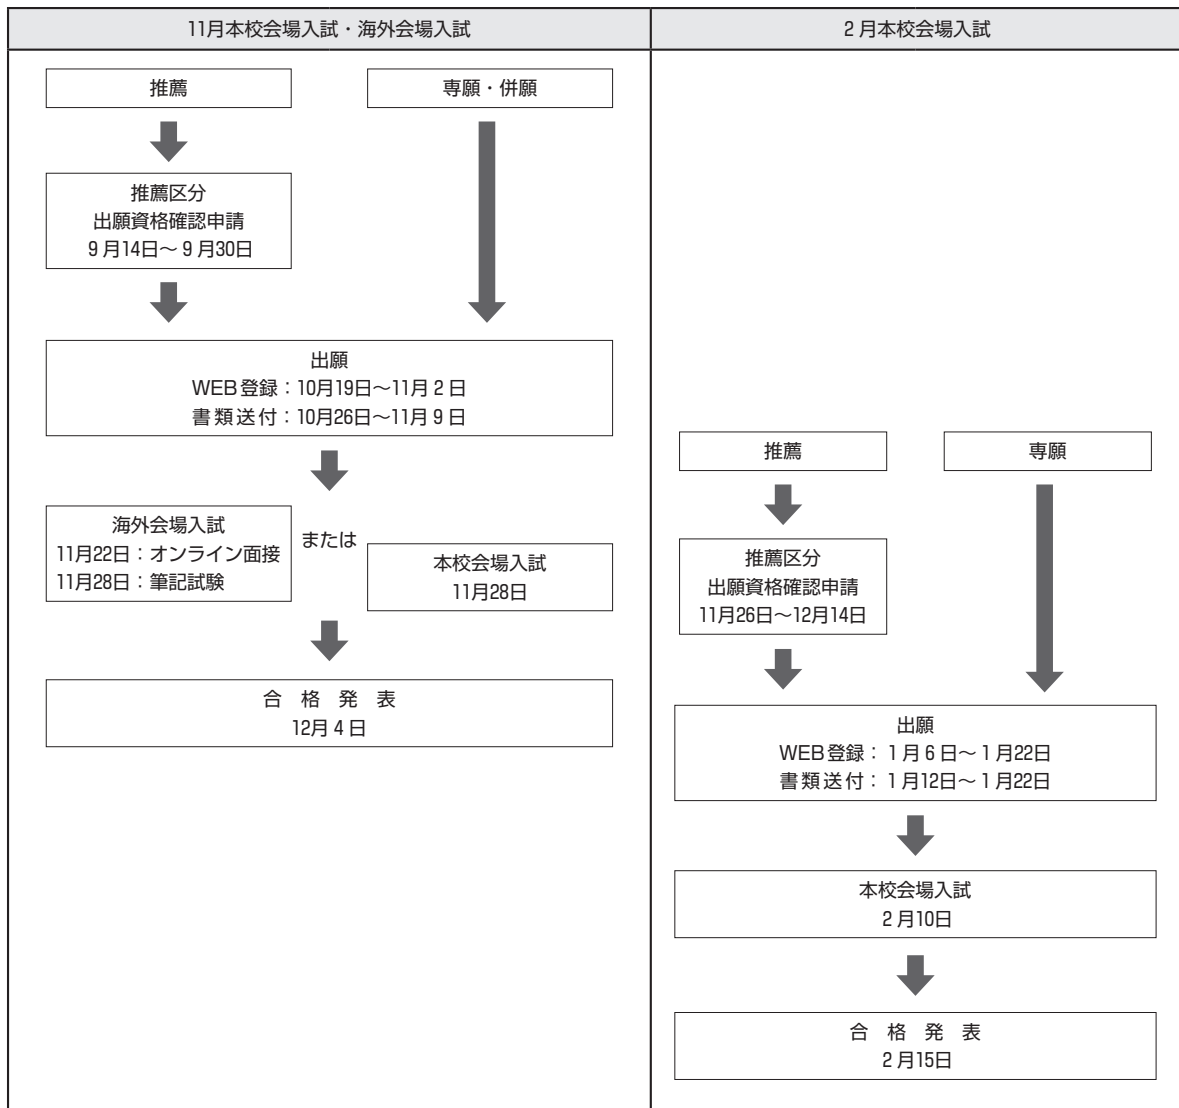 11月本校会場入試・海外会場入試
推薦
専願・併願
推薦区分
出願資格確認申請
9月14日〜9月30日
出願
WEB登録：10月19日〜11月2日
書類送付：10月26日〜11月9日
海外会場入試
11月22日：オンライン面接
11月28日：筆記試験
または
本校会場入試
11月28日
合格発表
12月4日
2月本校会場入試
推薦
専願
推薦区分
出願資格確認申請
11月26日〜12月14日
出願
WEB登録：1月6日〜1月22日
書類送付：1月12日〜1月22日
本校会場入試
2月10日
合格発表
2月15日